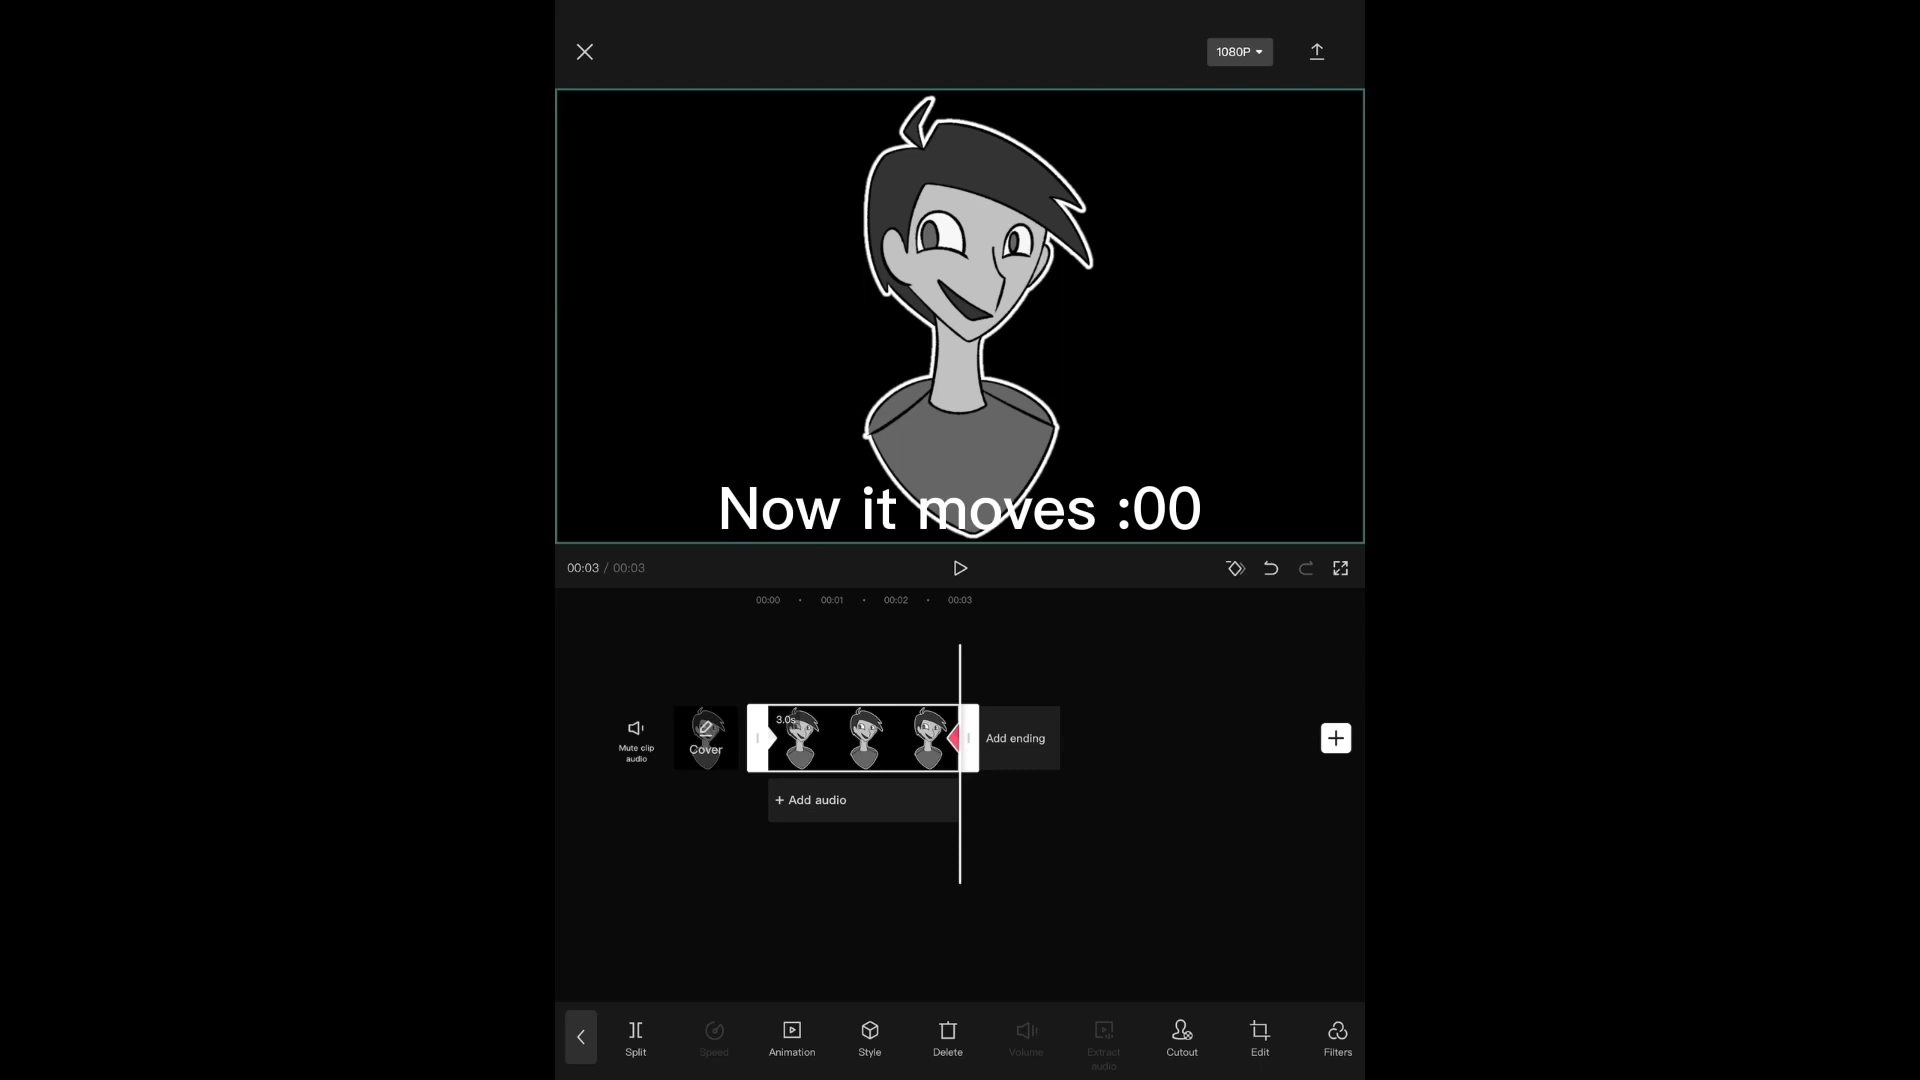 1080P
Now it moves :00
00:03 / 00:03
00:00 • 00:01 • 00:02 • 00:03
Mute clip
audio
Cover
3.0s
Add ending
+ Add audio
Split
Speed
Animation
Style
Delete
Volume
Extract
audio
Cutout
Edit
Filters